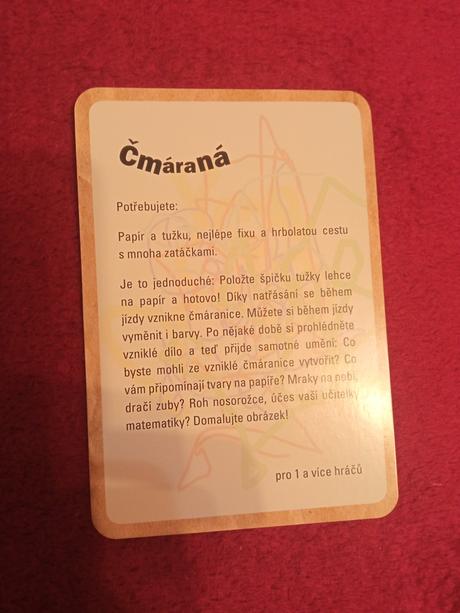 Čmáraná
Potřebujete:
Papír a tužku, nejlépe fixu a hrbolatou cestu
s mnoha zatáčkami.
Je to jednoduché: Položte špičku tužky lehce
na papír a hotovo! Díky natřásání se během
jízdy vznikne čmáranice. Můžete si během jízdy
vyměnit i barvy. Po nějaké době si prohlédněte
vzniklé dílo a teď přijde samotné umění: Co
byste mohli ze vzniklé čmáranice vytvořit? Co
vám připomínají tvary na papíře? Mraky na nebi,
dračí zuby? Roh nosorožce, účes vaší učitelky
matematiky? Domalujte obrázek!
pro 1 a více hráčů